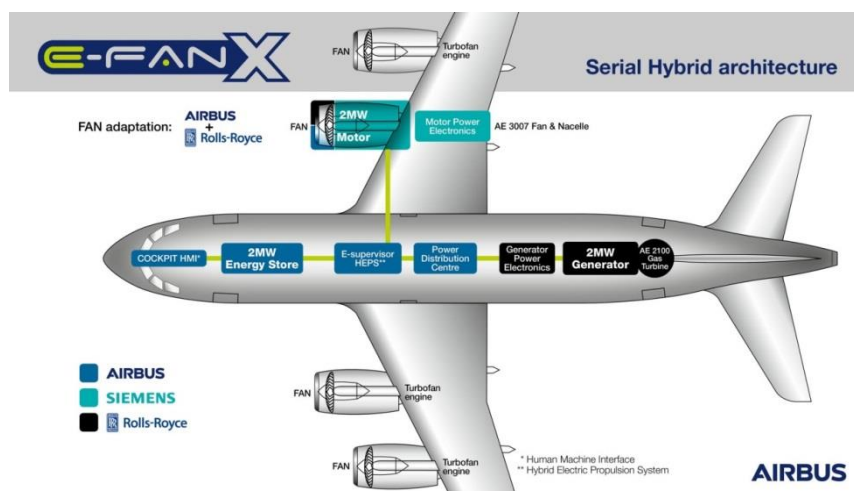 E-FAN X
Serial Hybrid architecture
FAN
Turbofan
engine
FAN adaptation:
AIRBUS
+
Rolls-Royce
FAN
2MW
Motor
Motor Power
Electronics
AE 3007 Fan & Nacelle
COCKPIT HMI*
2MW
Energy Store
E-supervisor
HEPS**
Power
Distribution
Centre
Generator
Power
Electronics
2MW
Generator
AE 2100
Gas
Turbine
AIRBUS
SIEMENS
Rolls-Royce
FAN
Turbofan
engine
FAN
Turbofan
engine
* Human Machine Interface
** Hybrid Electric Propulsion System
AIRBUS